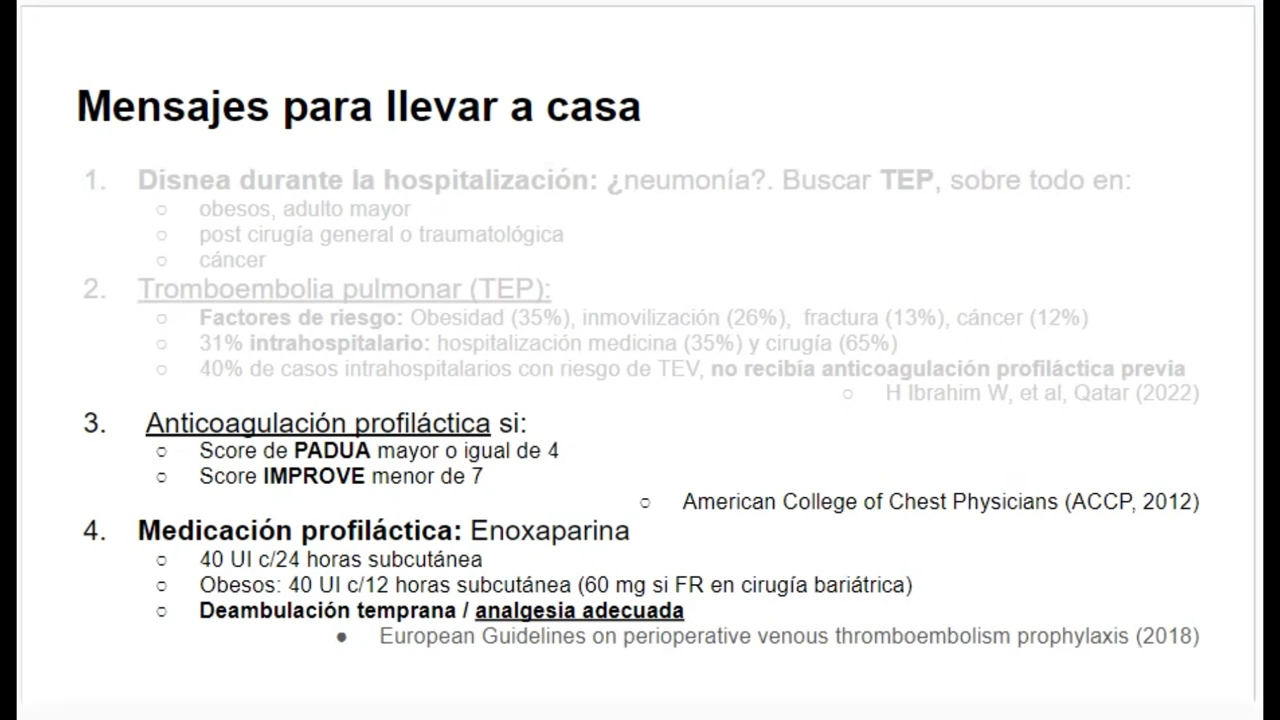 Mensajes para llevar a casa
1. Disnea durante la hospitalización: ¿neumonía?. Buscar TEP, sobre todo en:
○ obesos, adulto mayor
○ post cirugía general o traumatológica
○ cáncer
2. Tromboembolia pulmonar (TEP):
○ Factores de riesgo: Obesidad (35%), inmovilización (26%), fractura (13%), cáncer (12%)
○ 31% intrahospitalario: hospitalización medicina (35%) y cirugía (65%)
○ 40% de casos intrahospitalarios con riesgo de TEV, no recibía anticoagulación profiláctica previa
○ H Ibrahim W, et al, Qatar (2022)
3. Anticoagulación profiláctica si:
○ Score de PADUA mayor o igual de 4
○ Score IMPROVE menor de 7
○ American College of Chest Physicians (ACCP, 2012)
4. Medicación profiláctica: Enoxaparina
○ 40 UI c/24 horas subcutánea
○ Obesos: 40 UI c/12 horas subcutánea (60 mg si FR en cirugía bariátrica)
○ Deambulación temprana / analgesia adecuada
● European Guidelines on perioperative venous thromboembolism prophylaxis (2018)